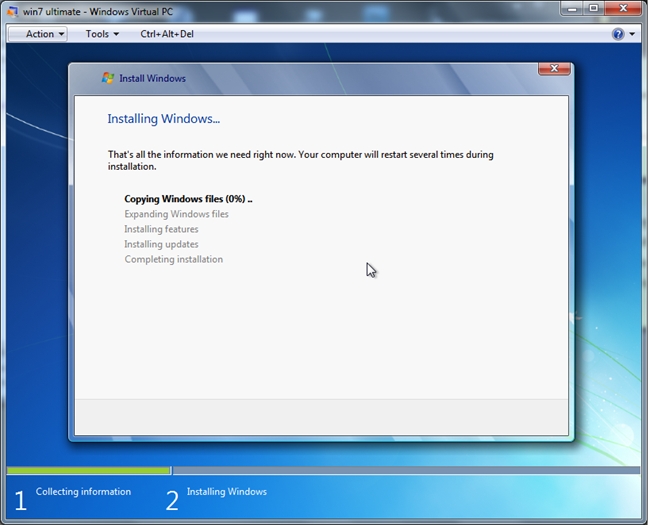 win7 ultimate - Windows Virtual PC
Action Tools Ctrl+Alt+Del ?
Install Windows
Installing Windows...
That's all the information we need right now. Your computer will restart several times during
installation.
Copying Windows files (0%) ..
Expanding Windows files
Installing features
Installing updates
Completing installation
1 Collecting information 2 Installing Windows